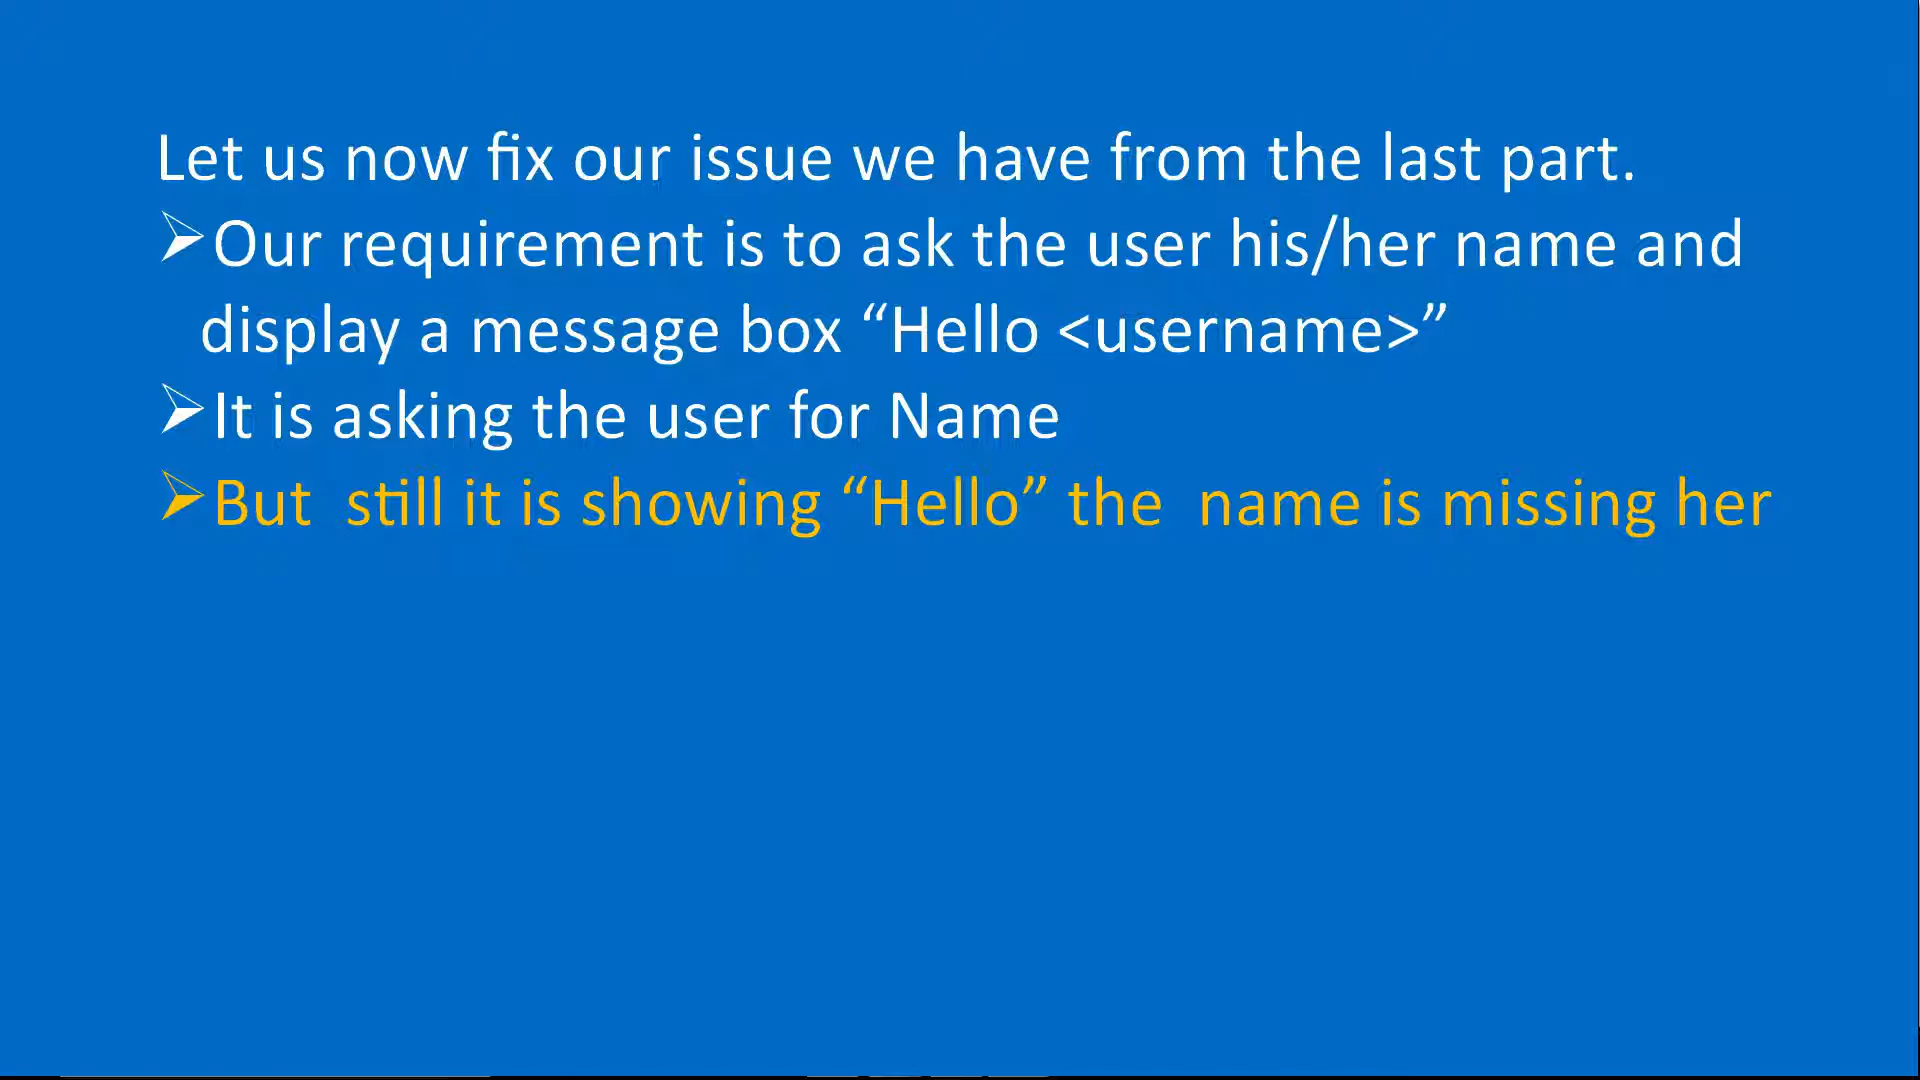 Let us now fix our issue we have from the last part.
➢Our requirement is to ask the user his/her name and
display a message box “Hello <username>”
➢It is asking the user for Name
➢But  still it is showing “Hello” the  name is missing her